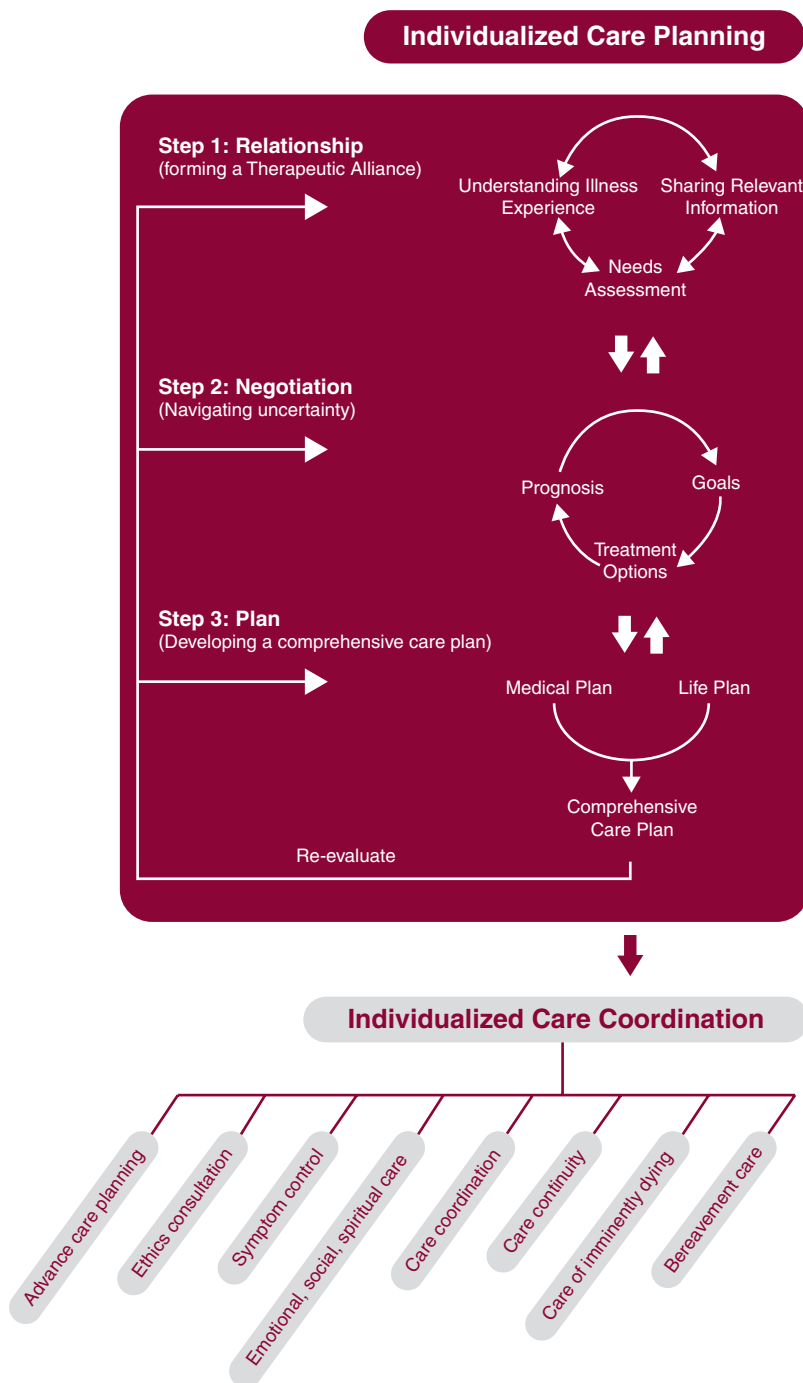 Individualized Care Planning
Step 1: Relationship
(forming a Therapeutic Alliance)
Understanding Illness
Experience
Sharing Relevant
Information
Needs
Assessment
Step 2: Negotiation
(Navigating uncertainty)
Prognosis
Goals
Treatment
Options
Step 3: Plan
(Developing a comprehensive care plan)
Medical Plan
Life Plan
Comprehensive
Care Plan
Re-evaluate
Individualized Care Coordination
Advance care planning
Ethics consultation
Symptom control
Emotional, social, spiritual care
Care coordination
Care continuity
Care of imminently dying
Bereavement care